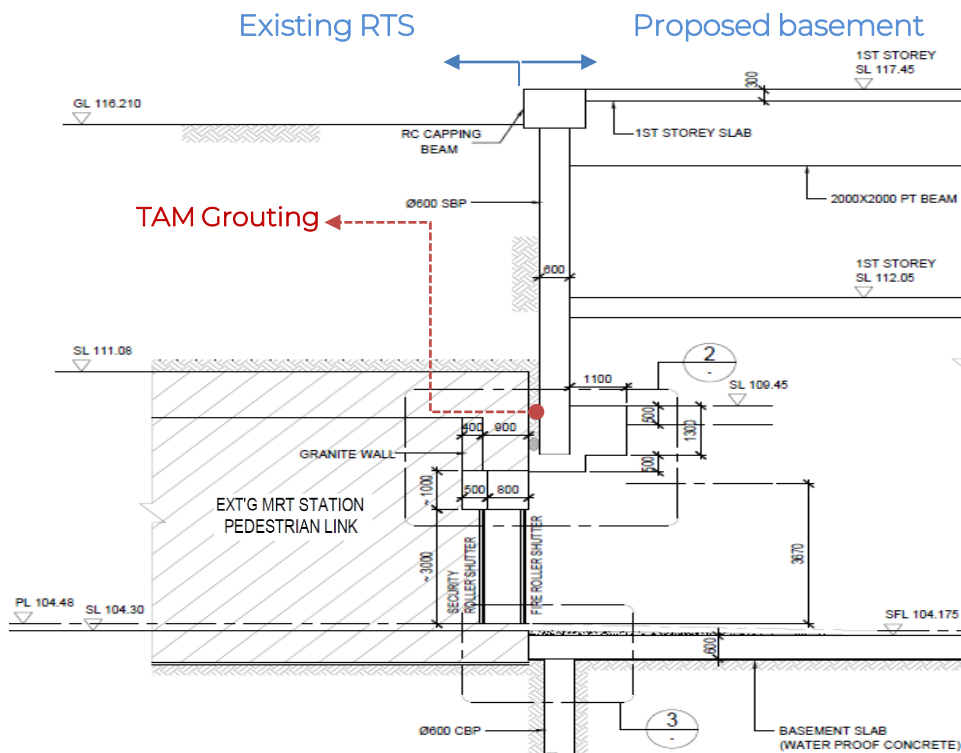 Existing RTS
Proposed basement
1ST STOREY
SL 117.45
300
GL 116.210
RC CAPPING
BEAM
1ST STOREY SLAB
Ø600 SBP
2000X2000 PT BEAM
TAM Grouting
600
1ST STOREY
SL 112.05
SL 111.08
2
-
1100
SL 109.45
500
1300
400
900
GRANITE WALL
500
500
800
~1000
EXT'G MRT STATION
PEDESTRIAN LINK
~3000
SECURITY
ROLLER SHUTTER
FIRE ROLLER SHUTTER
3670
PL 104.48
SL 104.30
SFL 104.175
600
Ø600 CBP
3
-
BASEMENT SLAB
(WATER PROOF CONCRETE)